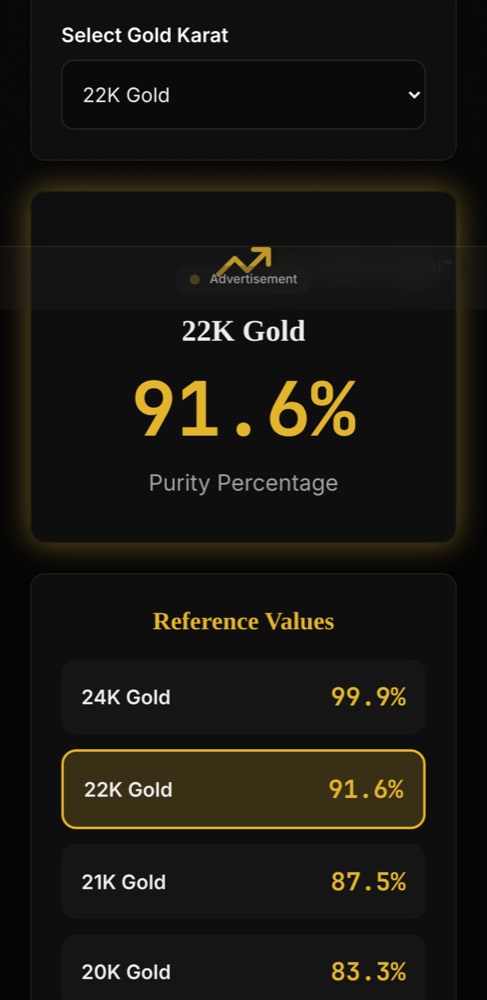 Select Gold Karat
22K Gold
Advertisement
22K Gold
91.6%
Purity Percentage
Reference Values
24K Gold 99.9%
22K Gold 91.6%
21K Gold 87.5%
20K Gold 83.3%